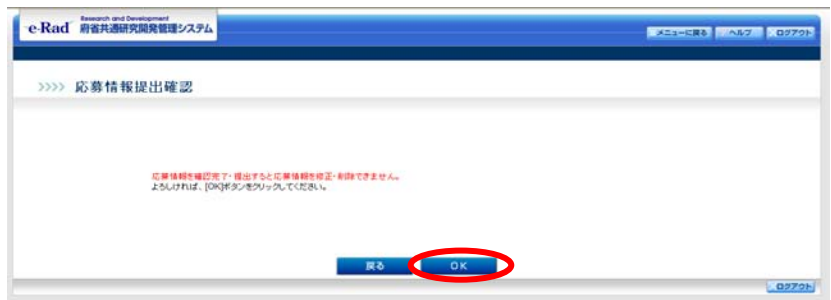 e-Rad
Research and Development
府省共通研究開発管理システム
メニューに戻る ヘルプ ログアウト
>>>> 応募情報提出確認
応募情報を確認完了・提出すると応募情報を修正・削除できません。
よろしければ、[OK]ボタンをクリックしてください。
戻る OK
ログアウト